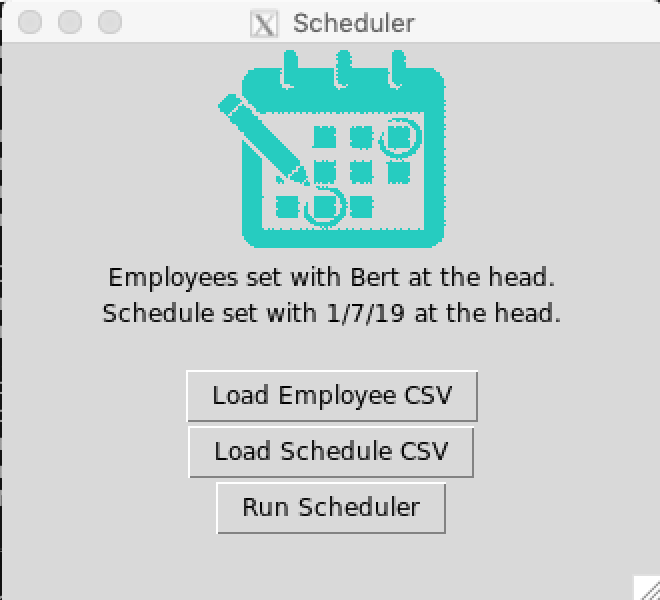 Scheduler
Employees set with Bert at the head.
Schedule set with 1/7/19 at the head.
Load Employee CSV
Load Schedule CSV
Run Scheduler